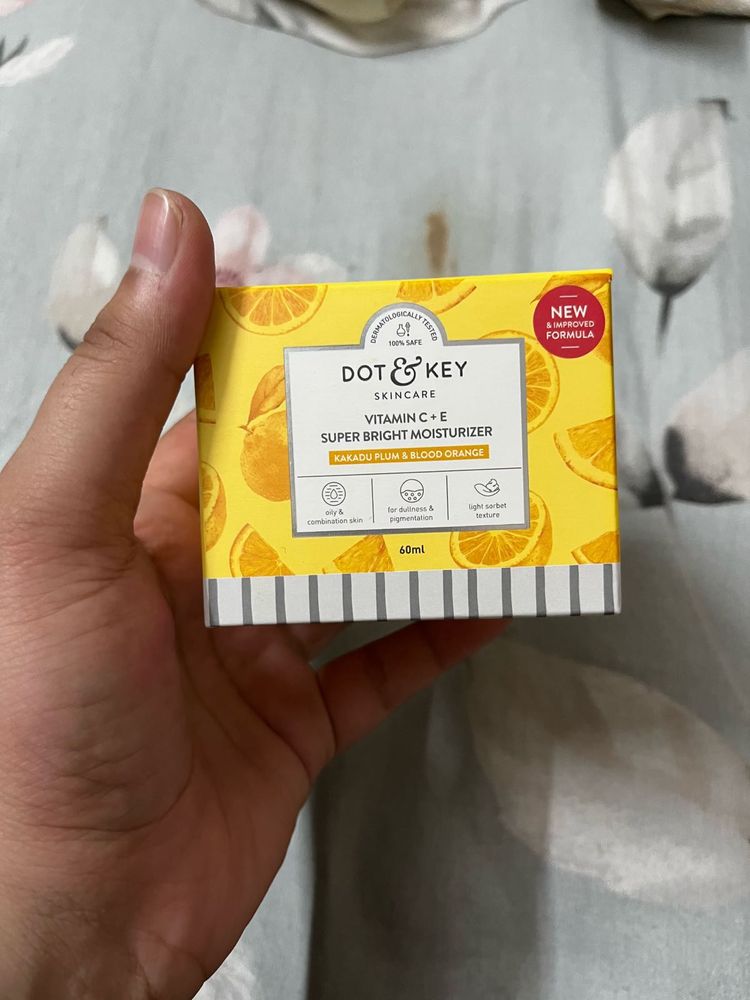 DERMATOLOGICALLY TESTED
100% SAFE
DOT & KEY
SKINCARE
VITAMIN C + E
SUPER BRIGHT MOISTURIZER
KAKADU PLUM & BLOOD ORANGE
oily &
combination skin
for dullness &
pigmentation
light sorbet
texture
60ml
NEW
& IMPROVED
FORMULA